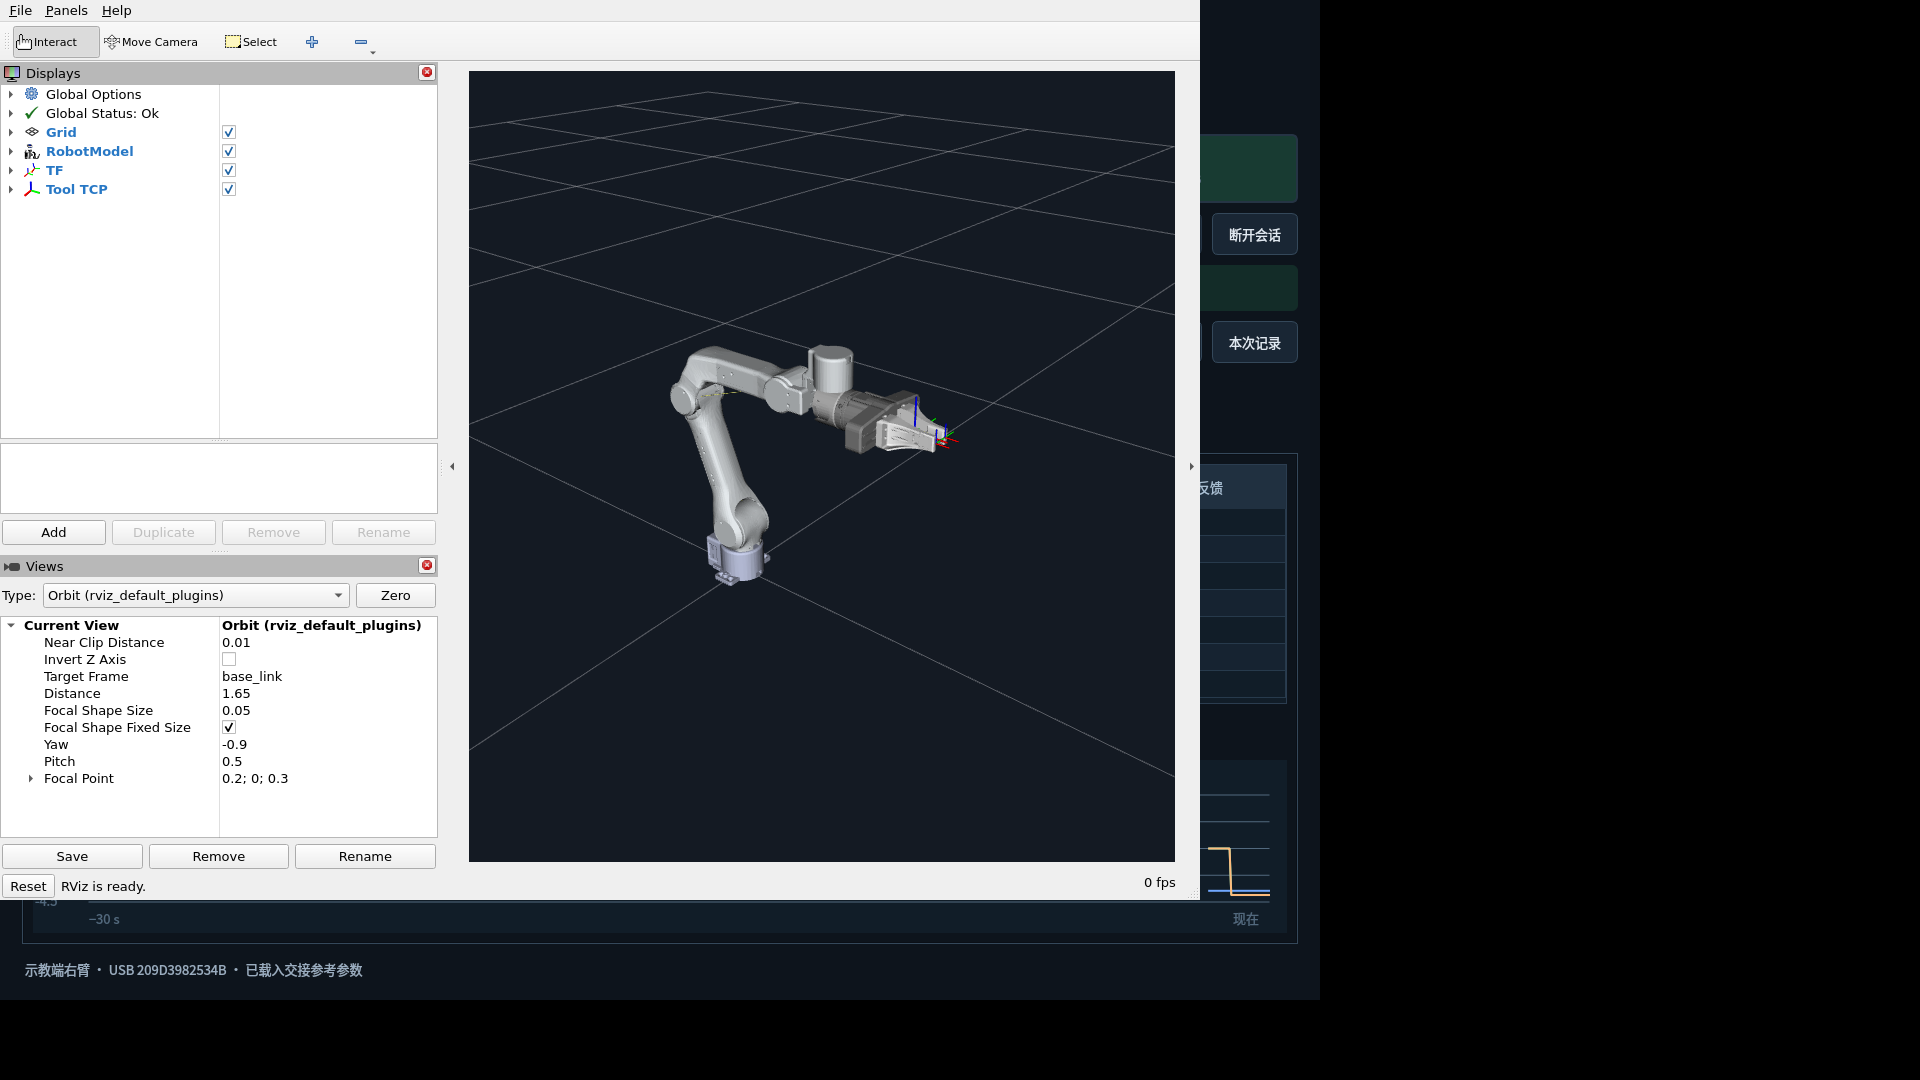 File Panels Help
Interact Move Camera Select
Displays
Global Options
Global Status: Ok
Grid
RobotModel
TF
Tool TCP
Add Duplicate Remove Rename
Views
Type: Orbit (rviz_default_plugins) Zero
Current View Orbit (rviz_default_plugins)
Near Clip Distance 0.01
Invert Z Axis
Target Frame base_link
Distance 1.65
Focal Shape Size 0.05
Focal Shape Fixed Size
Yaw -0.9
Pitch 0.5
Focal Point 0.2; 0; 0.3
Save Remove Rename
Reset RViz is ready.
0 fps
断开会话
本次记录
反馈
-4.5
−30 s
现在
示教端右臂 · USB 209D3982534B · 已载入交接参考参数